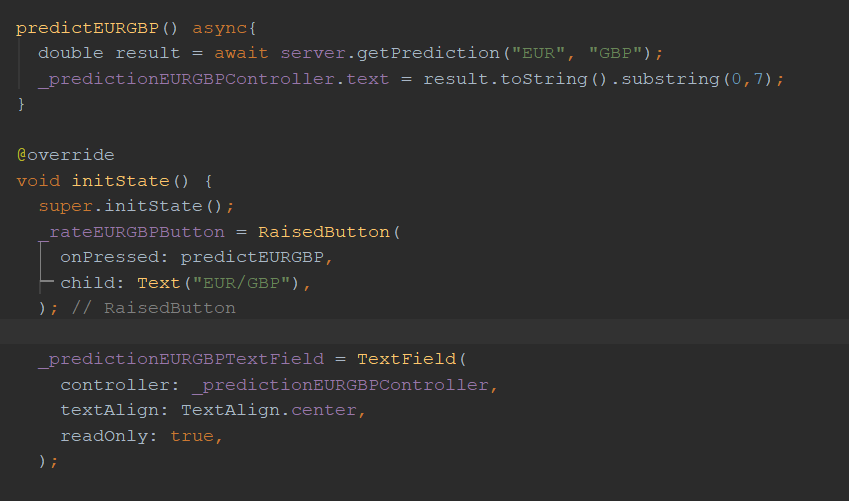 predictEURGBP() async{
  double result = await server.getPrediction("EUR", "GBP");
  _predictionEURGBPController.text = result.toString().substring(0,7);
}
@override
void initState() {
  super.initState();
  _rateEURGBPButton = RaisedButton(
    onPressed: predictEURGBP,
    child: Text("EUR/GBP"),
  ); // RaisedButton
  _predictionEURGBPTextField = TextField(
    controller: _predictionEURGBPController,
    textAlign: TextAlign.center,
    readOnly: true,
  );